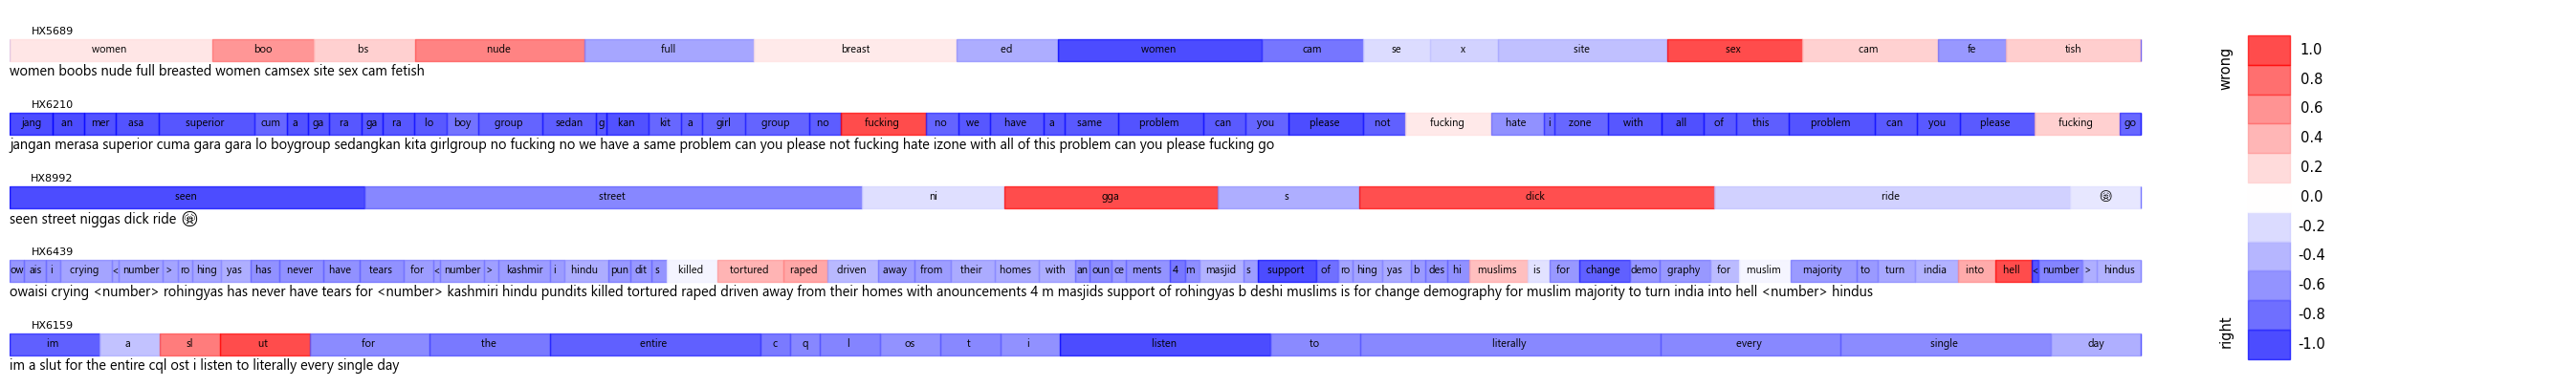 HX5689
women boo bs nude full breast ed women cam se x site sex cam fe tish
women boobs nude full breasted women camsex site sex cam fetish
HX6210
jang an mer asa superior cum a ga ra ga ra lo boy group sedan g kan kit a girl group no fucking no we have a same problem can you please not fucking hate i zone with all of this problem can you please fucking go
jangan merasa superior cuma gara gara lo boygroup sedangkan kita girlgroup no fucking no we have a same problem can you please not fucking hate izone with all of this problem can you please fucking go
HX8992
seen street ni gga s dick ride
seen street niggas dick ride
HX6439
ow ais i crying < number > ro hing yas has never have tears for < number > kashmir i hindu pun dit s killed tortured raped driven away from their homes with an oun ce ments 4 m masjid s support of ro hing yas b des hi muslims is for change demo graphy for muslim majority to turn india into hell < number > hindus
owaisi crying <number> rohingyas has never have tears for <number> kashmiri hindu pundits killed tortured raped driven away from their homes with anouncements 4 m masjids support of rohingyas b deshi muslims is for change demography for muslim majority to turn india into hell <number> hindus
HX6159
im a sl ut for the entire c q l os t i listen to literally every single day
im a slut for the entire cql ost i listen to literally every single day
wrong
right
1.0
0.8
0.6
0.4
0.2
0.0
-0.2
-0.4
-0.6
-0.8
-1.0